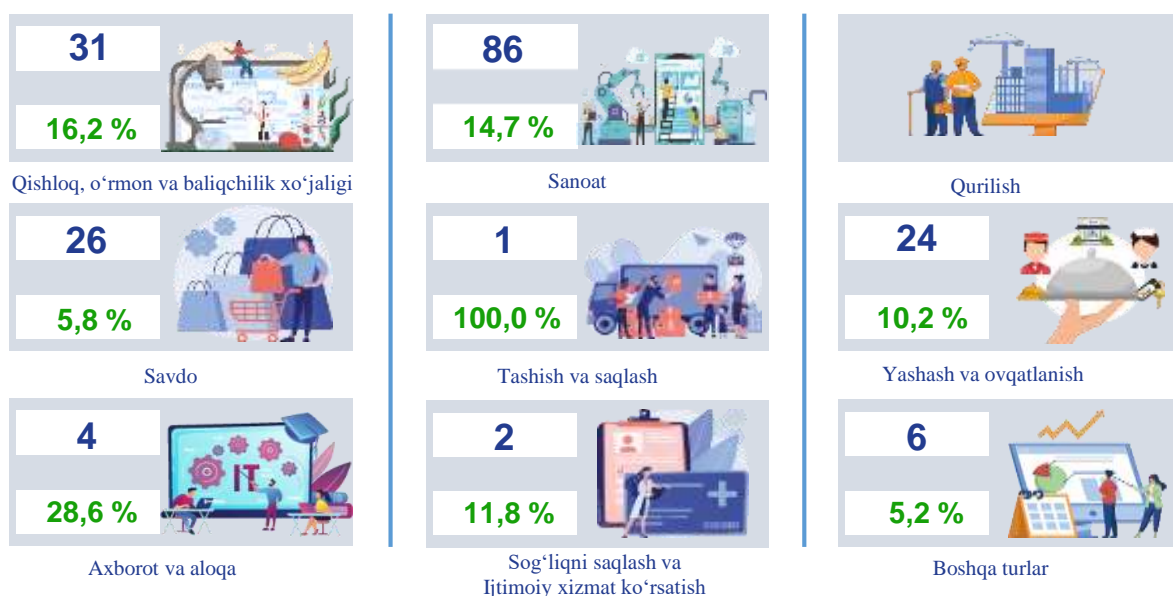 31
16,2 %
Qishloq, o‘rmon va baliqchilik xo‘jaligi
86
14,7 %
Sanoat
Qurilish
26
5,8 %
Savdo
1
100,0 %
Tashish va saqlash
24
10,2 %
Yashash va ovqatlanish
4
28,6 %
IT
Axborot va aloqa
2
11,8 %
Sog‘liqni saqlash va
Ijtimoiy xizmat ko‘rsatish
6
5,2 %
Boshqa turlar